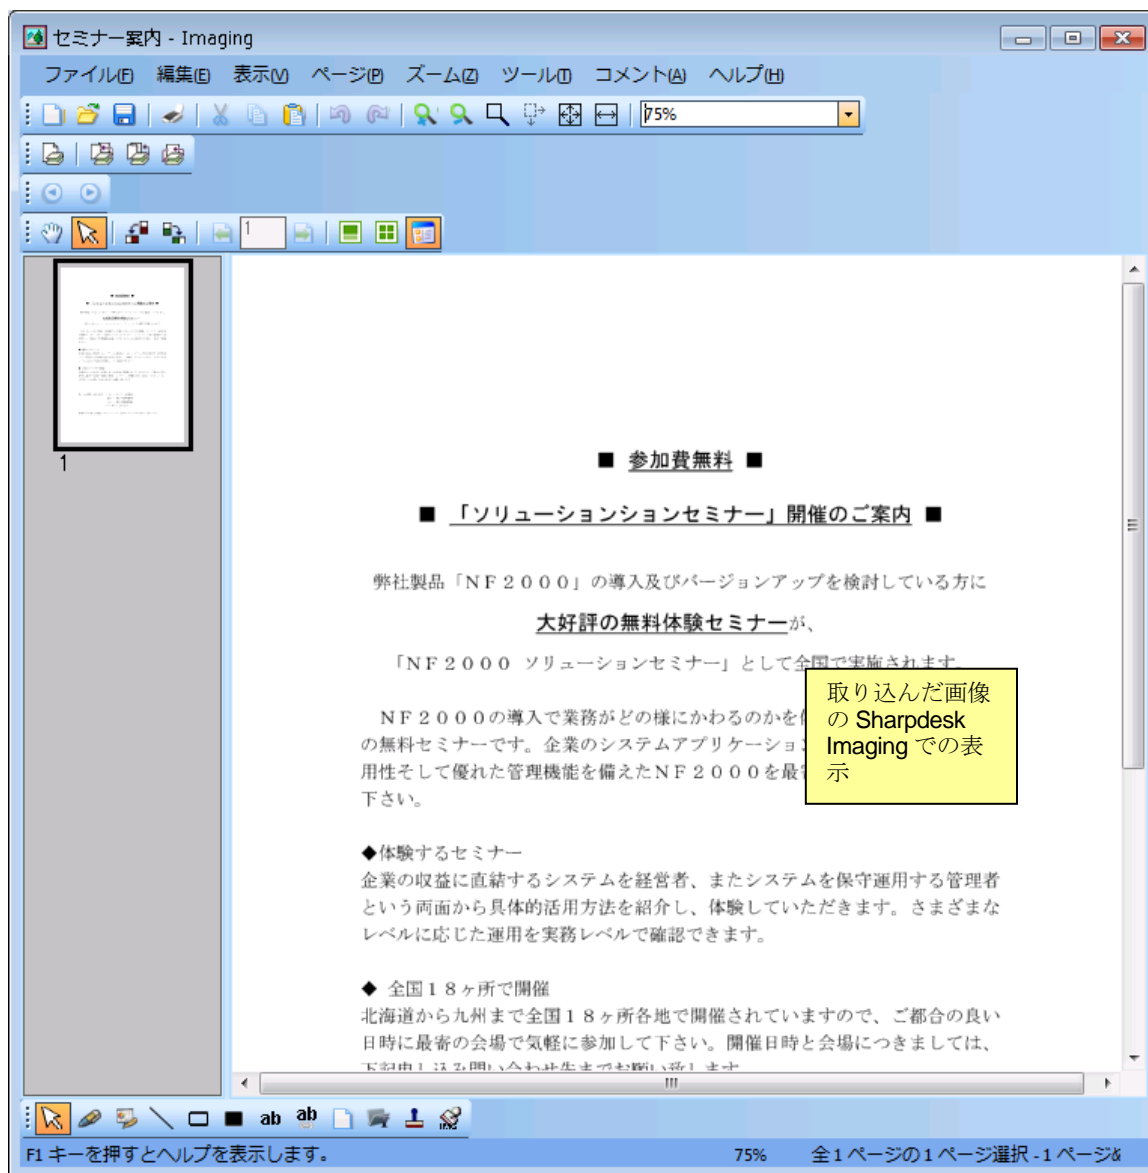 セミナー案内 - Imaging
ファイル(F) 編集(E) 表示(V) ページ(P) ズーム(Z) ツール(T) コメント(A) ヘルプ(H)
75%
1
1
■ 参加費無料 ■
■ 「ソリューションションセミナー」開催のご案内 ■
弊社製品「NF2000」の導入及びバージョンアップを検討している方に
大好評の無料体験セミナーが、
「NF2000 ソリューションセミナー」として全国で実施されます。
NF2000の導入で業務がどの様にかわるのかを
の無料セミナーです。企業のシステムアプリケーション
用性そして優れた管理機能を備えたNF2000を最
下さい。
取り込んだ画像
の Sharpdesk
Imaging での表
示
◆体験するセミナー
企業の収益に直結するシステムを経営者、またシステムを保守運用する管理者
という両面から具体的活用方法を紹介し、体験していただきます。さまざまな
レベルに応じた運用を実務レベルで確認できます。
◆ 全国18ヶ所で開催
北海道から九州まで全国18ヶ所各地で開催されていますので、ご都合の良い
日時に最寄の会場で気軽に参加して下さい。開催日時と会場につきましては、
下記申し込み問い合わせ先までお願い致します。
ab ab
F1 キーを押すとヘルプを表示します。
75% 全1ページの1ページ選択 - 1 ページ&